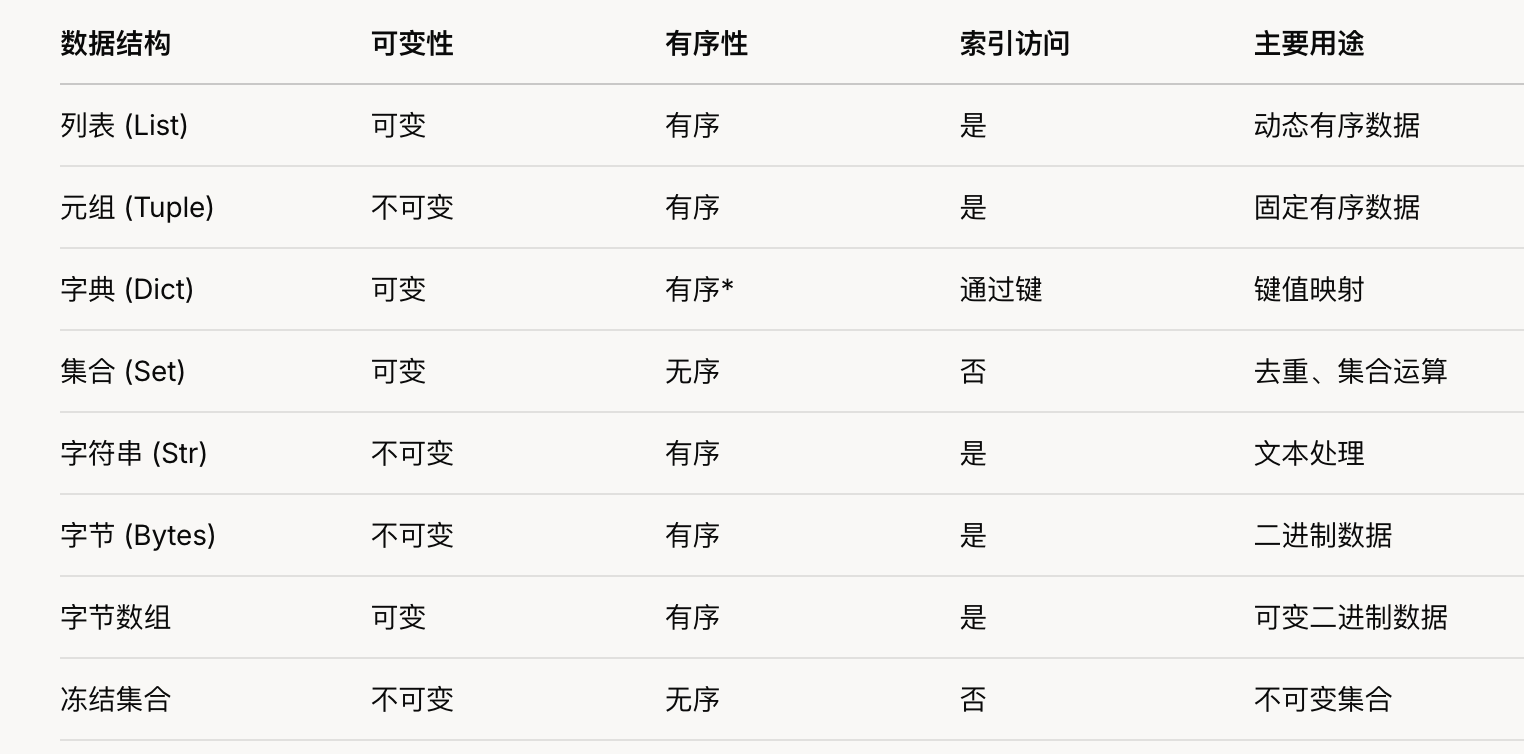 数据结构 可变性 有序性 索引访问 主要用途
列表 (List) 可变 有序 是 动态有序数据
元组 (Tuple) 不可变 有序 是 固定有序数据
字典 (Dict) 可变 有序* 通过键 键值映射
集合 (Set) 可变 无序 否 去重、集合运算
字符串 (Str) 不可变 有序 是 文本处理
字节 (Bytes) 不可变 有序 是 二进制数据
字节数组 可变 有序 是 可变二进制数据
冻结集合 不可变 无序 否 不可变集合